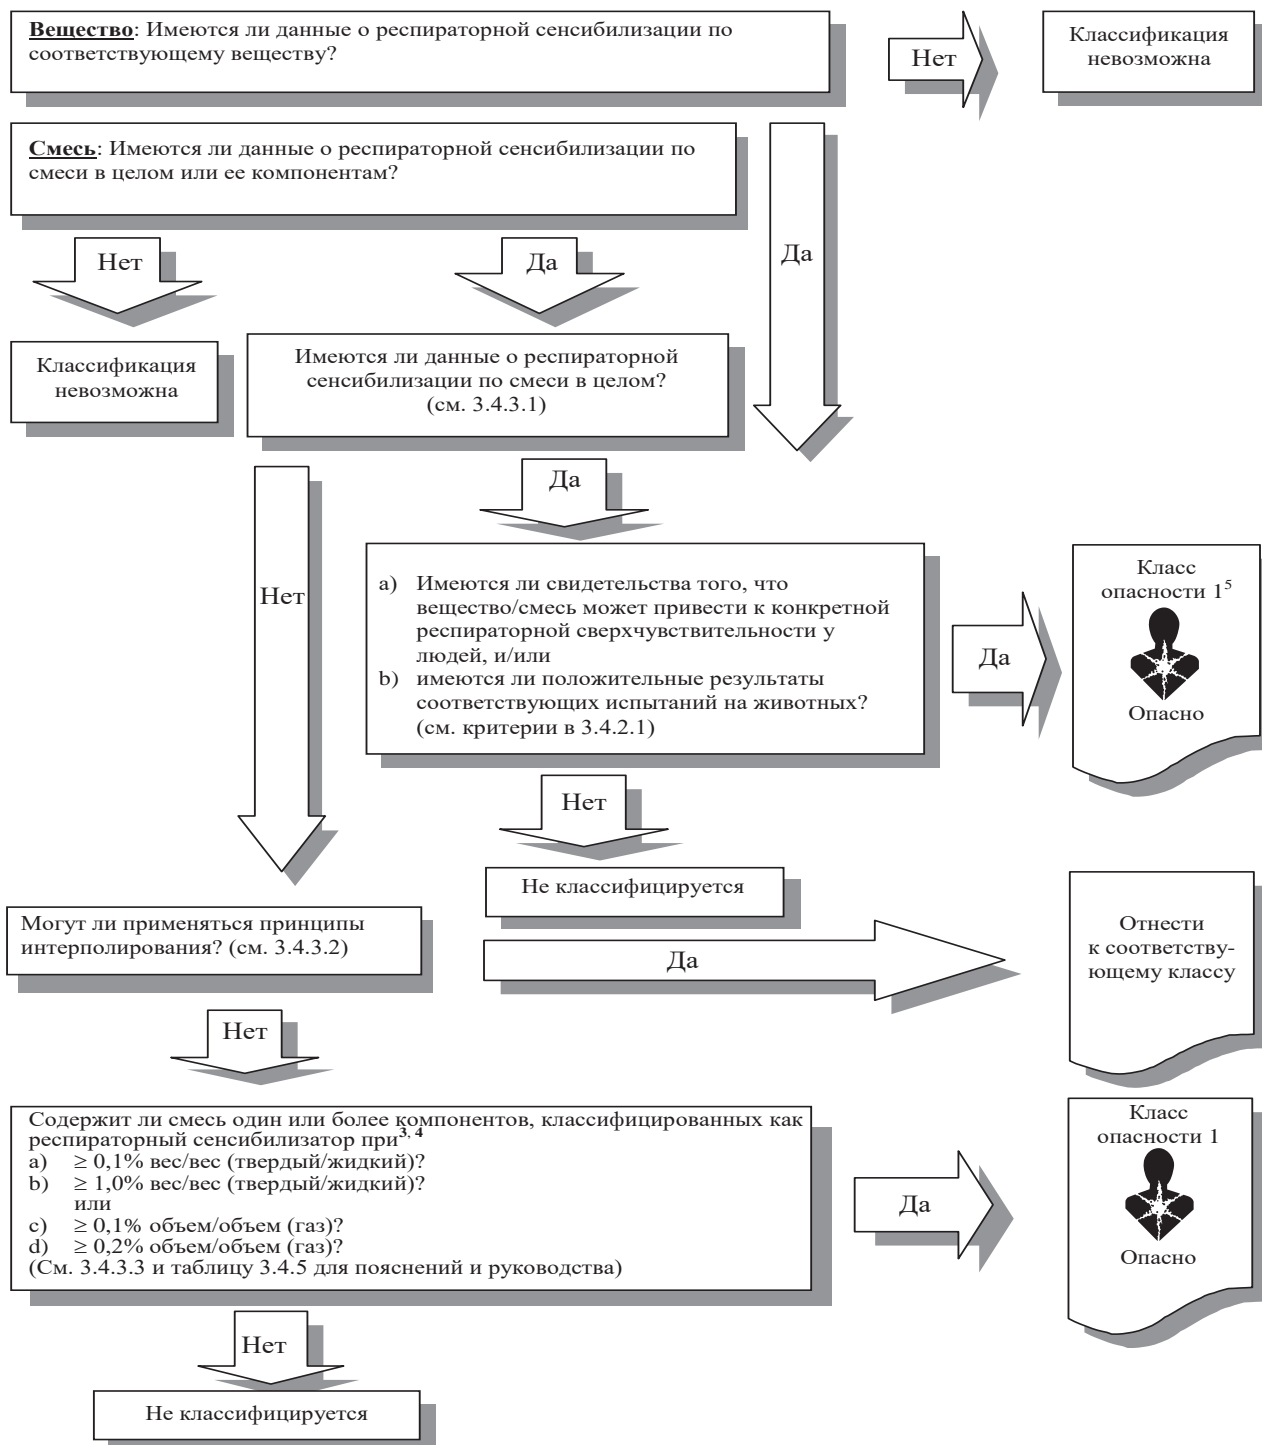 Вещество: Имеются ли данные о респираторной сенсибилизации по
соответствующему веществу?
Нет
Классификация
невозможна
Смесь: Имеются ли данные о респираторной сенсибилизации по
смеси в целом или ее компонентам?
Да
Нет
Да
Классификация
невозможна
Имеются ли данные о респираторной
сенсибилизации по смеси в целом?
(см. 3.4.3.1)
Да
Нет
a) Имеются ли свидетельства того, что
вещество/смесь может привести к конкретной
респираторной сверхчувствительности у
людей, и/или
b) имеются ли положительные результаты
соответствующих испытаний на животных?
(см. критерии в 3.4.2.1)
Да
Класс
опасности 1⁵
Опасно
Нет
Не классифицируется
Могут ли применяться принципы
интерполирования? (см. 3.4.3.2)
Да
Отнести
к соответству-
ющему классу
Нет
Содержит ли смесь один или более компонентов, классифицированных как
респираторный сенсибилизатор при³, ⁴
a) ≥ 0,1% вес/вес (твердый/жидкий)?
b) ≥ 1,0% вес/вес (твердый/жидкий)?
или
c) ≥ 0,1% объем/объем (газ)?
d) ≥ 0,2% объем/объем (газ)?
(См. 3.4.3.3 и таблицу 3.4.5 для пояснений и руководства)
Да
Класс
опасности 1
Опасно
Нет
Не классифицируется